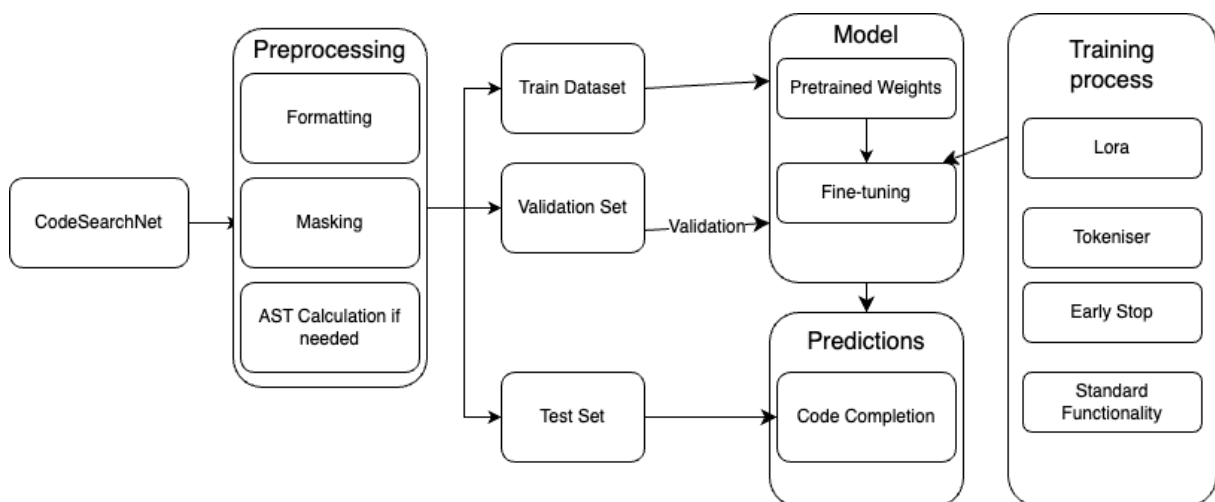 CodeSearchNet
Preprocessing
Formatting
Masking
AST Calculation if
needed
Train Dataset
Validation Set
Validation
Test Set
Model
Pretrained Weights
Fine-tuning
Predictions
Code Completion
Training
process
Lora
Tokeniser
Early Stop
Standard
Functionality